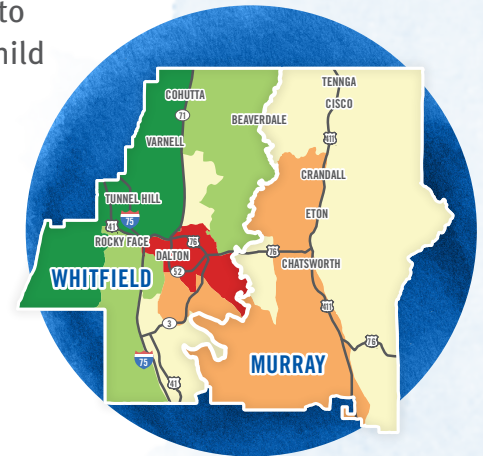 to
hild
TENNGA
COHUTTA
CISCO
71
BEAVERDALE
VARNELL
411
CRANDALL
TUNNEL HILL
ETON
75
41
ROCKY FACE
76
DALTON
76
52
CHATSWORTH
WHITFIELD
411
3
76
75
MURRAY
41